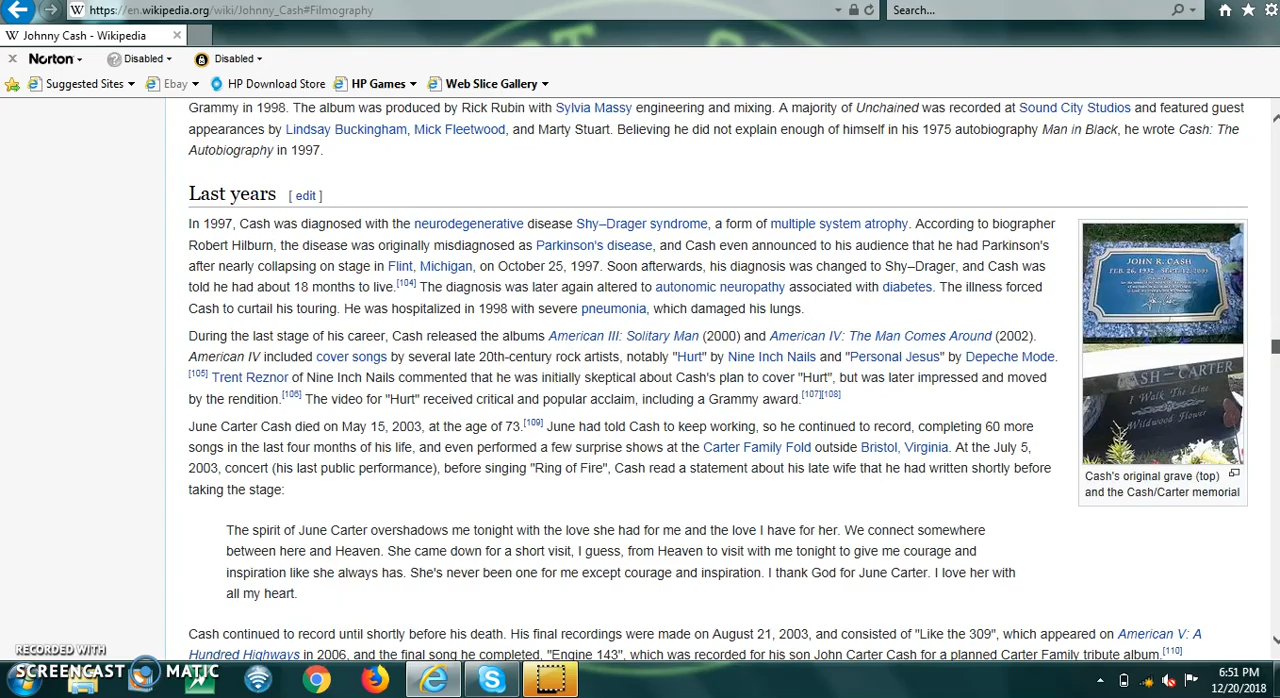 https://en.wikipedia.org/wiki/Johnny_Cash#Filmography
Search...
Johnny Cash - Wikipedia
Norton
Disabled
Disabled
Suggested Sites
Ebay
HP Download Store
HP Games
Web Slice Gallery
Grammy in 1998. The album was produced by Rick Rubin with Sylvia Massy engineering and mixing. A majority of Unchained was recorded at Sound City Studios and featured guest
appearances by Lindsay Buckingham, Mick Fleetwood, and Marty Stuart. Believing he did not explain enough of himself in his 1975 autobiography Man in Black, he wrote Cash: The
Autobiography in 1997.
Last years [ edit ]
In 1997, Cash was diagnosed with the neurodegenerative disease Shy–Drager syndrome, a form of multiple system atrophy. According to biographer
Robert Hilburn, the disease was originally misdiagnosed as Parkinson's disease, and Cash even announced to his audience that he had Parkinson's
after nearly collapsing on stage in Flint, Michigan, on October 25, 1997. Soon afterwards, his diagnosis was changed to Shy–Drager, and Cash was
told he had about 18 months to live.[104] The diagnosis was later again altered to autonomic neuropathy associated with diabetes. The illness forced
Cash to curtail his touring. He was hospitalized in 1998 with severe pneumonia, which damaged his lungs.
During the last stage of his career, Cash released the albums American III: Solitary Man (2000) and American IV: The Man Comes Around (2002).
American IV included cover songs by several late 20th-century rock artists, notably "Hurt" by Nine Inch Nails and "Personal Jesus" by Depeche Mode.
[105] Trent Reznor of Nine Inch Nails commented that he was initially skeptical about Cash's plan to cover "Hurt", but was later impressed and moved
by the rendition.[106] The video for "Hurt" received critical and popular acclaim, including a Grammy award.[107][108]
June Carter Cash died on May 15, 2003, at the age of 73.[109] June had told Cash to keep working, so he continued to record, completing 60 more
songs in the last four months of his life, and even performed a few surprise shows at the Carter Family Fold outside Bristol, Virginia. At the July 5,
2003, concert (his last public performance), before singing "Ring of Fire", Cash read a statement about his late wife that he had written shortly before
taking the stage:
The spirit of June Carter overshadows me tonight with the love she had for me and the love I have for her. We connect somewhere
between here and Heaven. She came down for a short visit, I guess, from Heaven to visit with me tonight to give me courage and
inspiration like she always has. She's never been one for me except courage and inspiration. I thank God for June Carter. I love her with
all my heart.
Cash continued to record until shortly before his death. His final recordings were made on August 21, 2003, and consisted of "Like the 309", which appeared on American V: A
Hundred Highways in 2006, and the final song he completed, "Engine 143", which was recorded for his son John Carter Cash for a planned Carter Family tribute album.[110]
JOHN R. CASH
FEB. 26, 1932 - SEPT. 12, 2003
CASH - CARTER
I Walk The Line
Wildwood Flower
Cash's original grave (top)
and the Cash/Carter memorial
RECORDED WITH
SCREENCAST MATIC
6:51 PM
12/20/2018